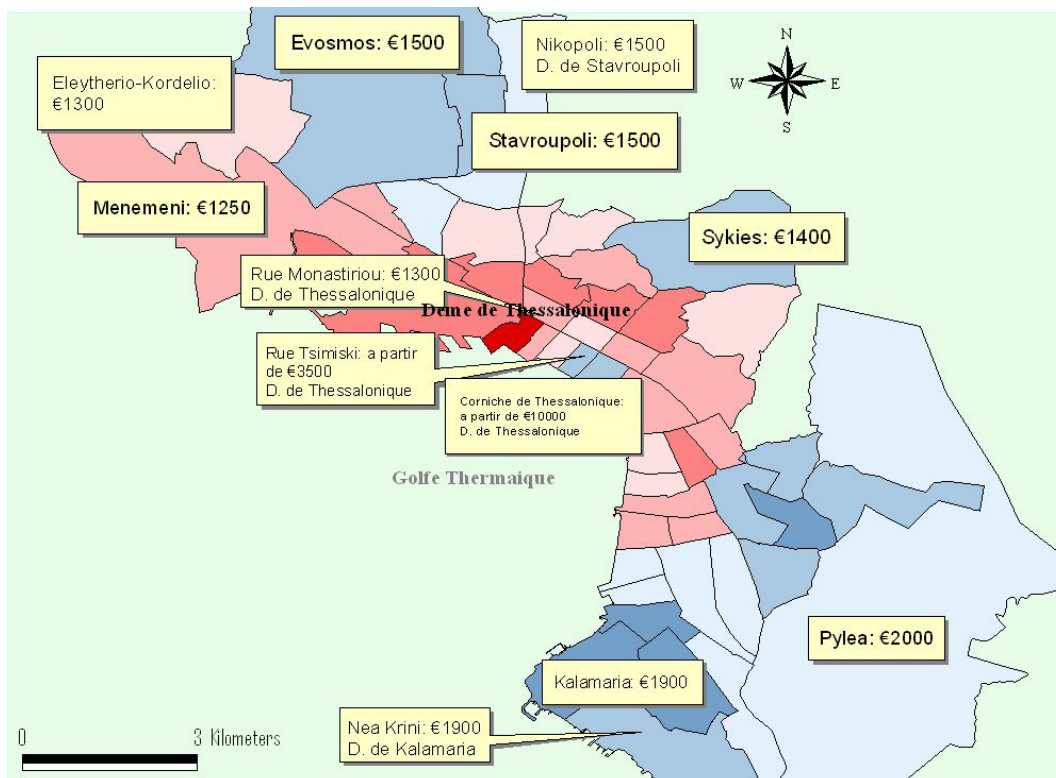 Evosmos: €1500
Nikopoli: €1500
D. de Stavroupoli
N
W
E
S
Eleytherio-Kordelio:
€1300
Stavroupoli: €1500
Menemeni: €1250
Sykies: €1400
Rue Monastiriou: €1300
D. de Thessalonique
Dème de Thessalonique
Rue Tsimiski: a partir
de €3500
D. de Thessalonique
Corniche de Thessalonique:
a partir de €10000
D. de Thessalonique
Golfe Thermaique
Pylea: €2000
Kalamaria: €1900
Nea Krini: €1900
D. de Kalamaria
0 3 Kilometers